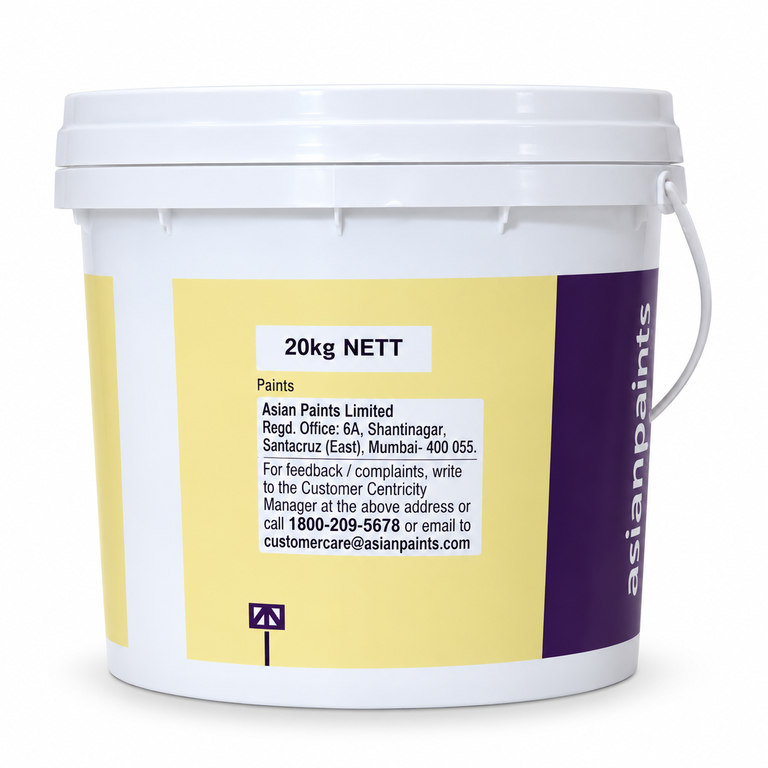 20kg NETT
Paints
Asian Paints Limited
Regd. Office: 6A, Shantinagar,
Santacruz (East), Mumbai- 400 055.
For feedback / complaints, write
to the Customer Centricity
Manager at the above address or
call 1800-209-5678 or email to
customercare@asianpaints.com
asianpaints